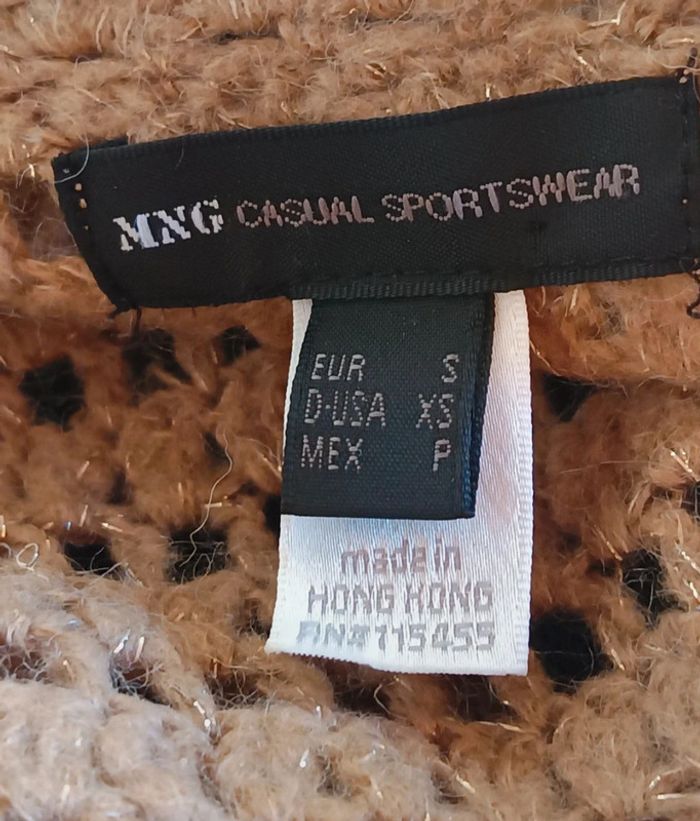 MNG CASUAL SPORTSWEAR
EUR S
D-USA XS
MEX P
made in
HONG KONG
RN#115455